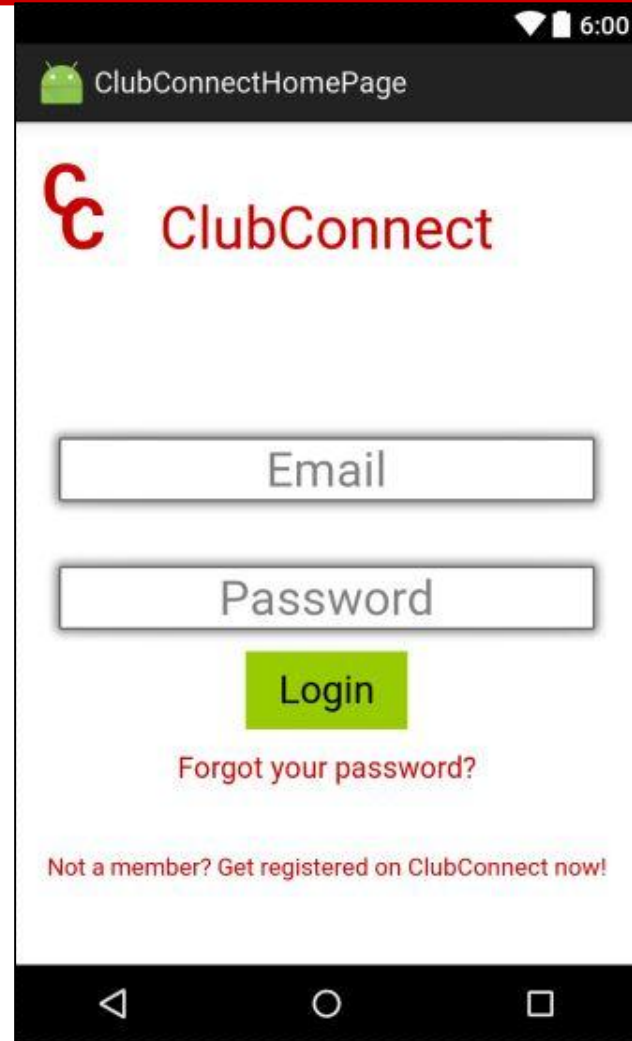 6:00
ClubConnectHomePage
CC
ClubConnect
Email
Password
Login
Forgot your password?
Not a member? Get registered on ClubConnect now!